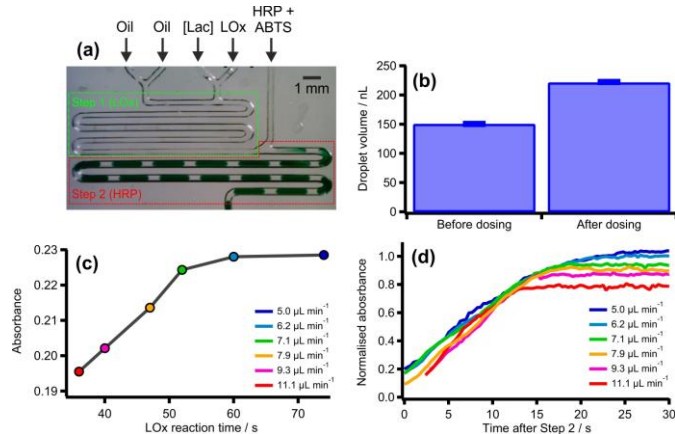 HRP +
Oil Oil [Lac] LOx ABTS
(a)
1 mm
Step 1 (LOx)
Step 2 (HRP)
(b)
Droplet volume / nL
250
200
150
100
50
0
Before dosing After dosing
(c)
Absorbance
0.23
0.22
0.21
0.20
0.19
40 50 60 70
LOx reaction time / s
5.0 µL min⁻¹
6.2 µL min⁻¹
7.1 µL min⁻¹
7.9 µL min⁻¹
9.3 µL min⁻¹
11.1 µL min⁻¹
(d)
Normalised abosrbance
1.0
0.8
0.6
0.4
0.2
0.0
0 5 10 15 20 25 30
Time after Step 2 / s
5.0 µL min⁻¹
6.2 µL min⁻¹
7.1 µL min⁻¹
7.9 µL min⁻¹
9.3 µL min⁻¹
11.1 µL min⁻¹